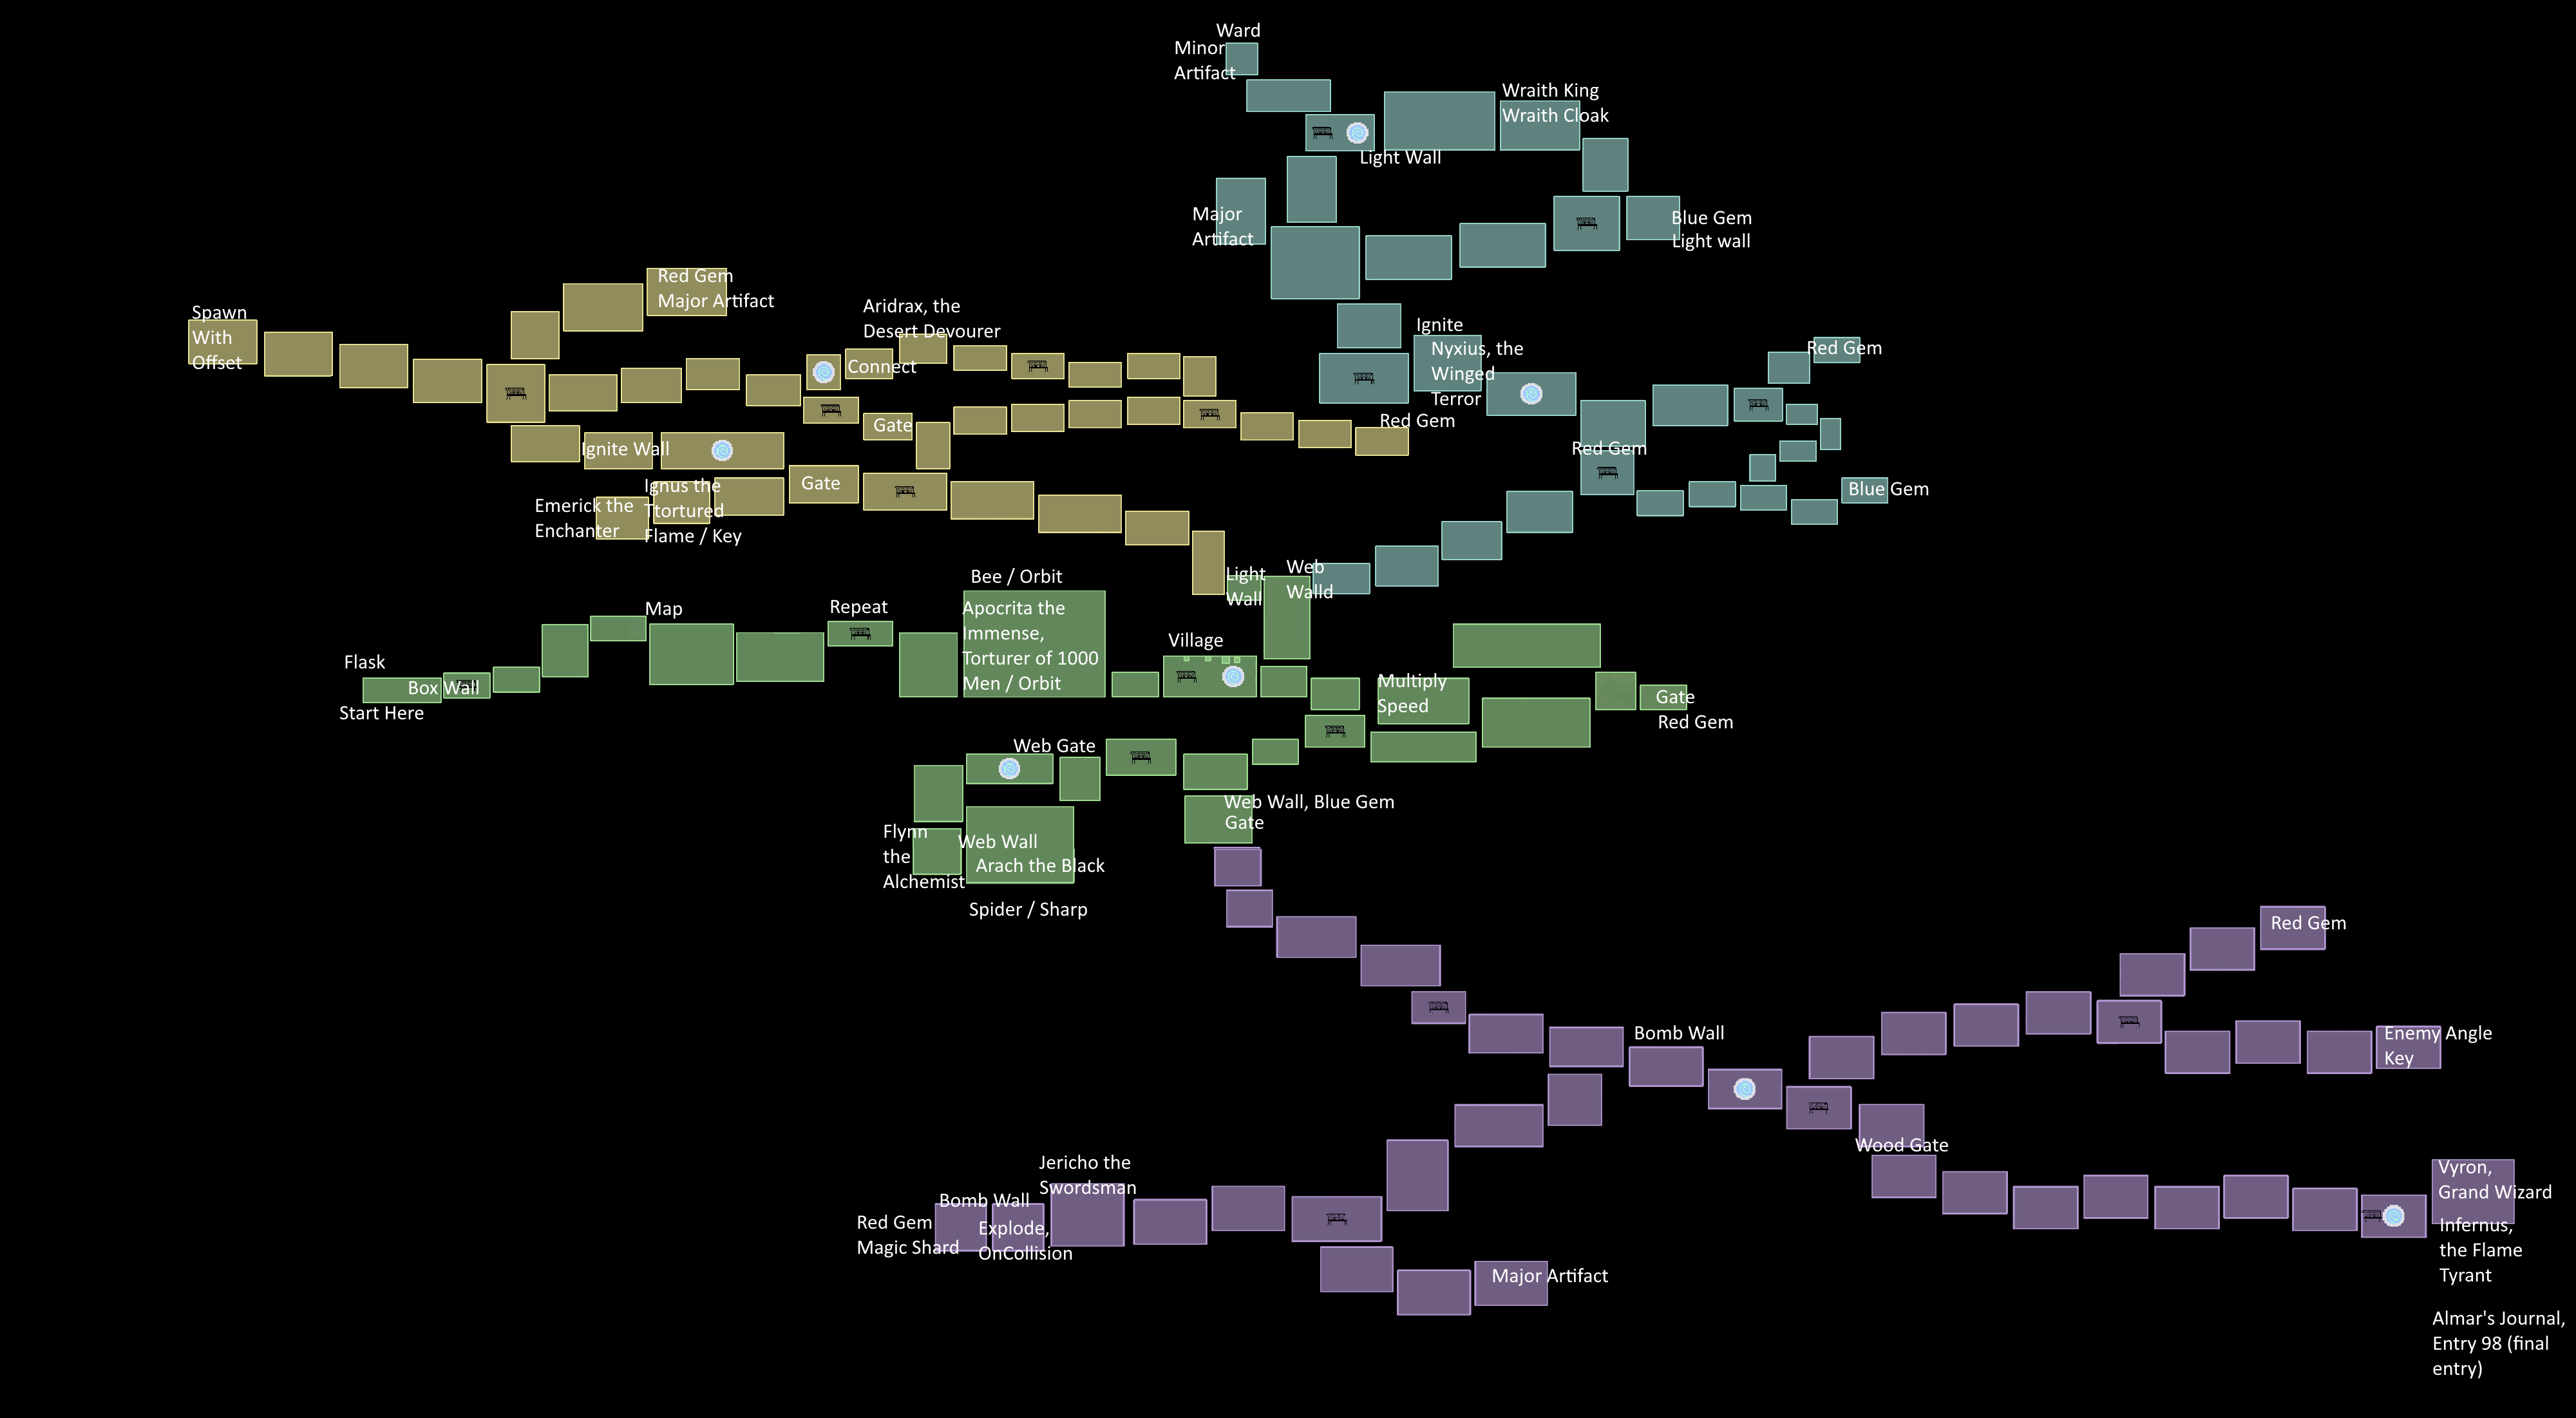 Ward
Minor
Artifact
Wraith King
Wraith Cloak
Light Wall
Major
Artifact
Blue Gem
Light wall
Red Gem
Major Artifact
Spawn
With
Offset
Aridrax, the
Desert Devourer
Connect
Ignite
Nyxius, the
Winged
Terror
Red Gem
Red Gem
Gate
Red Gem
Ignite Wall
Gate
Ignus the
Ttortured
Flame / Key
Emerick the
Enchanter
Blue Gem
Light
Wall
Web
Walld
Bee / Orbit
Apocrita the
Immense,
Torturer of 1000
Men / Orbit
Map
Repeat
Village
Flask
Box Wall
Start Here
Multiply
Speed
Gate
Red Gem
Web Gate
Web Wall, Blue Gem
Gate
Flynn
the
Alchemist
Web Wall
Arach the Black
Spider / Sharp
Red Gem
Bomb Wall
Enemy Angle
Key
Wood Gate
Jericho the
Swordsman
Bomb Wall
Explode,
OnCollision
Red Gem
Magic Shard
Major Artifact
Vyron,
Grand Wizard
Infernus,
the Flame
Tyrant
Almar's Journal,
Entry 98 (final
entry)